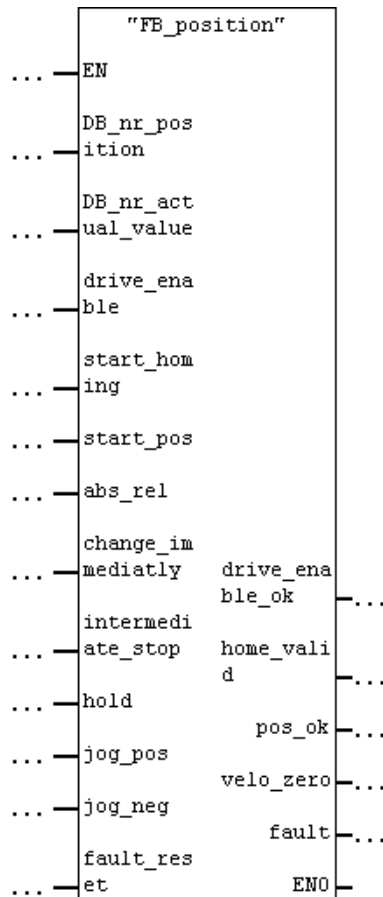 "FB_position"
... EN
DB_nr_pos
... ition
DB_nr_act
... ual_value
drive_ena
... ble
start_hom
... ing
... start_pos
... abs_rel
change_im
... mediatly drive_ena
ble_ok ...
intermedi
... ate_stop home_vali
d ...
... hold
pos_ok ...
... jog_pos
velo_zero ...
... jog_neg
fault ...
fault_res
... et ENO